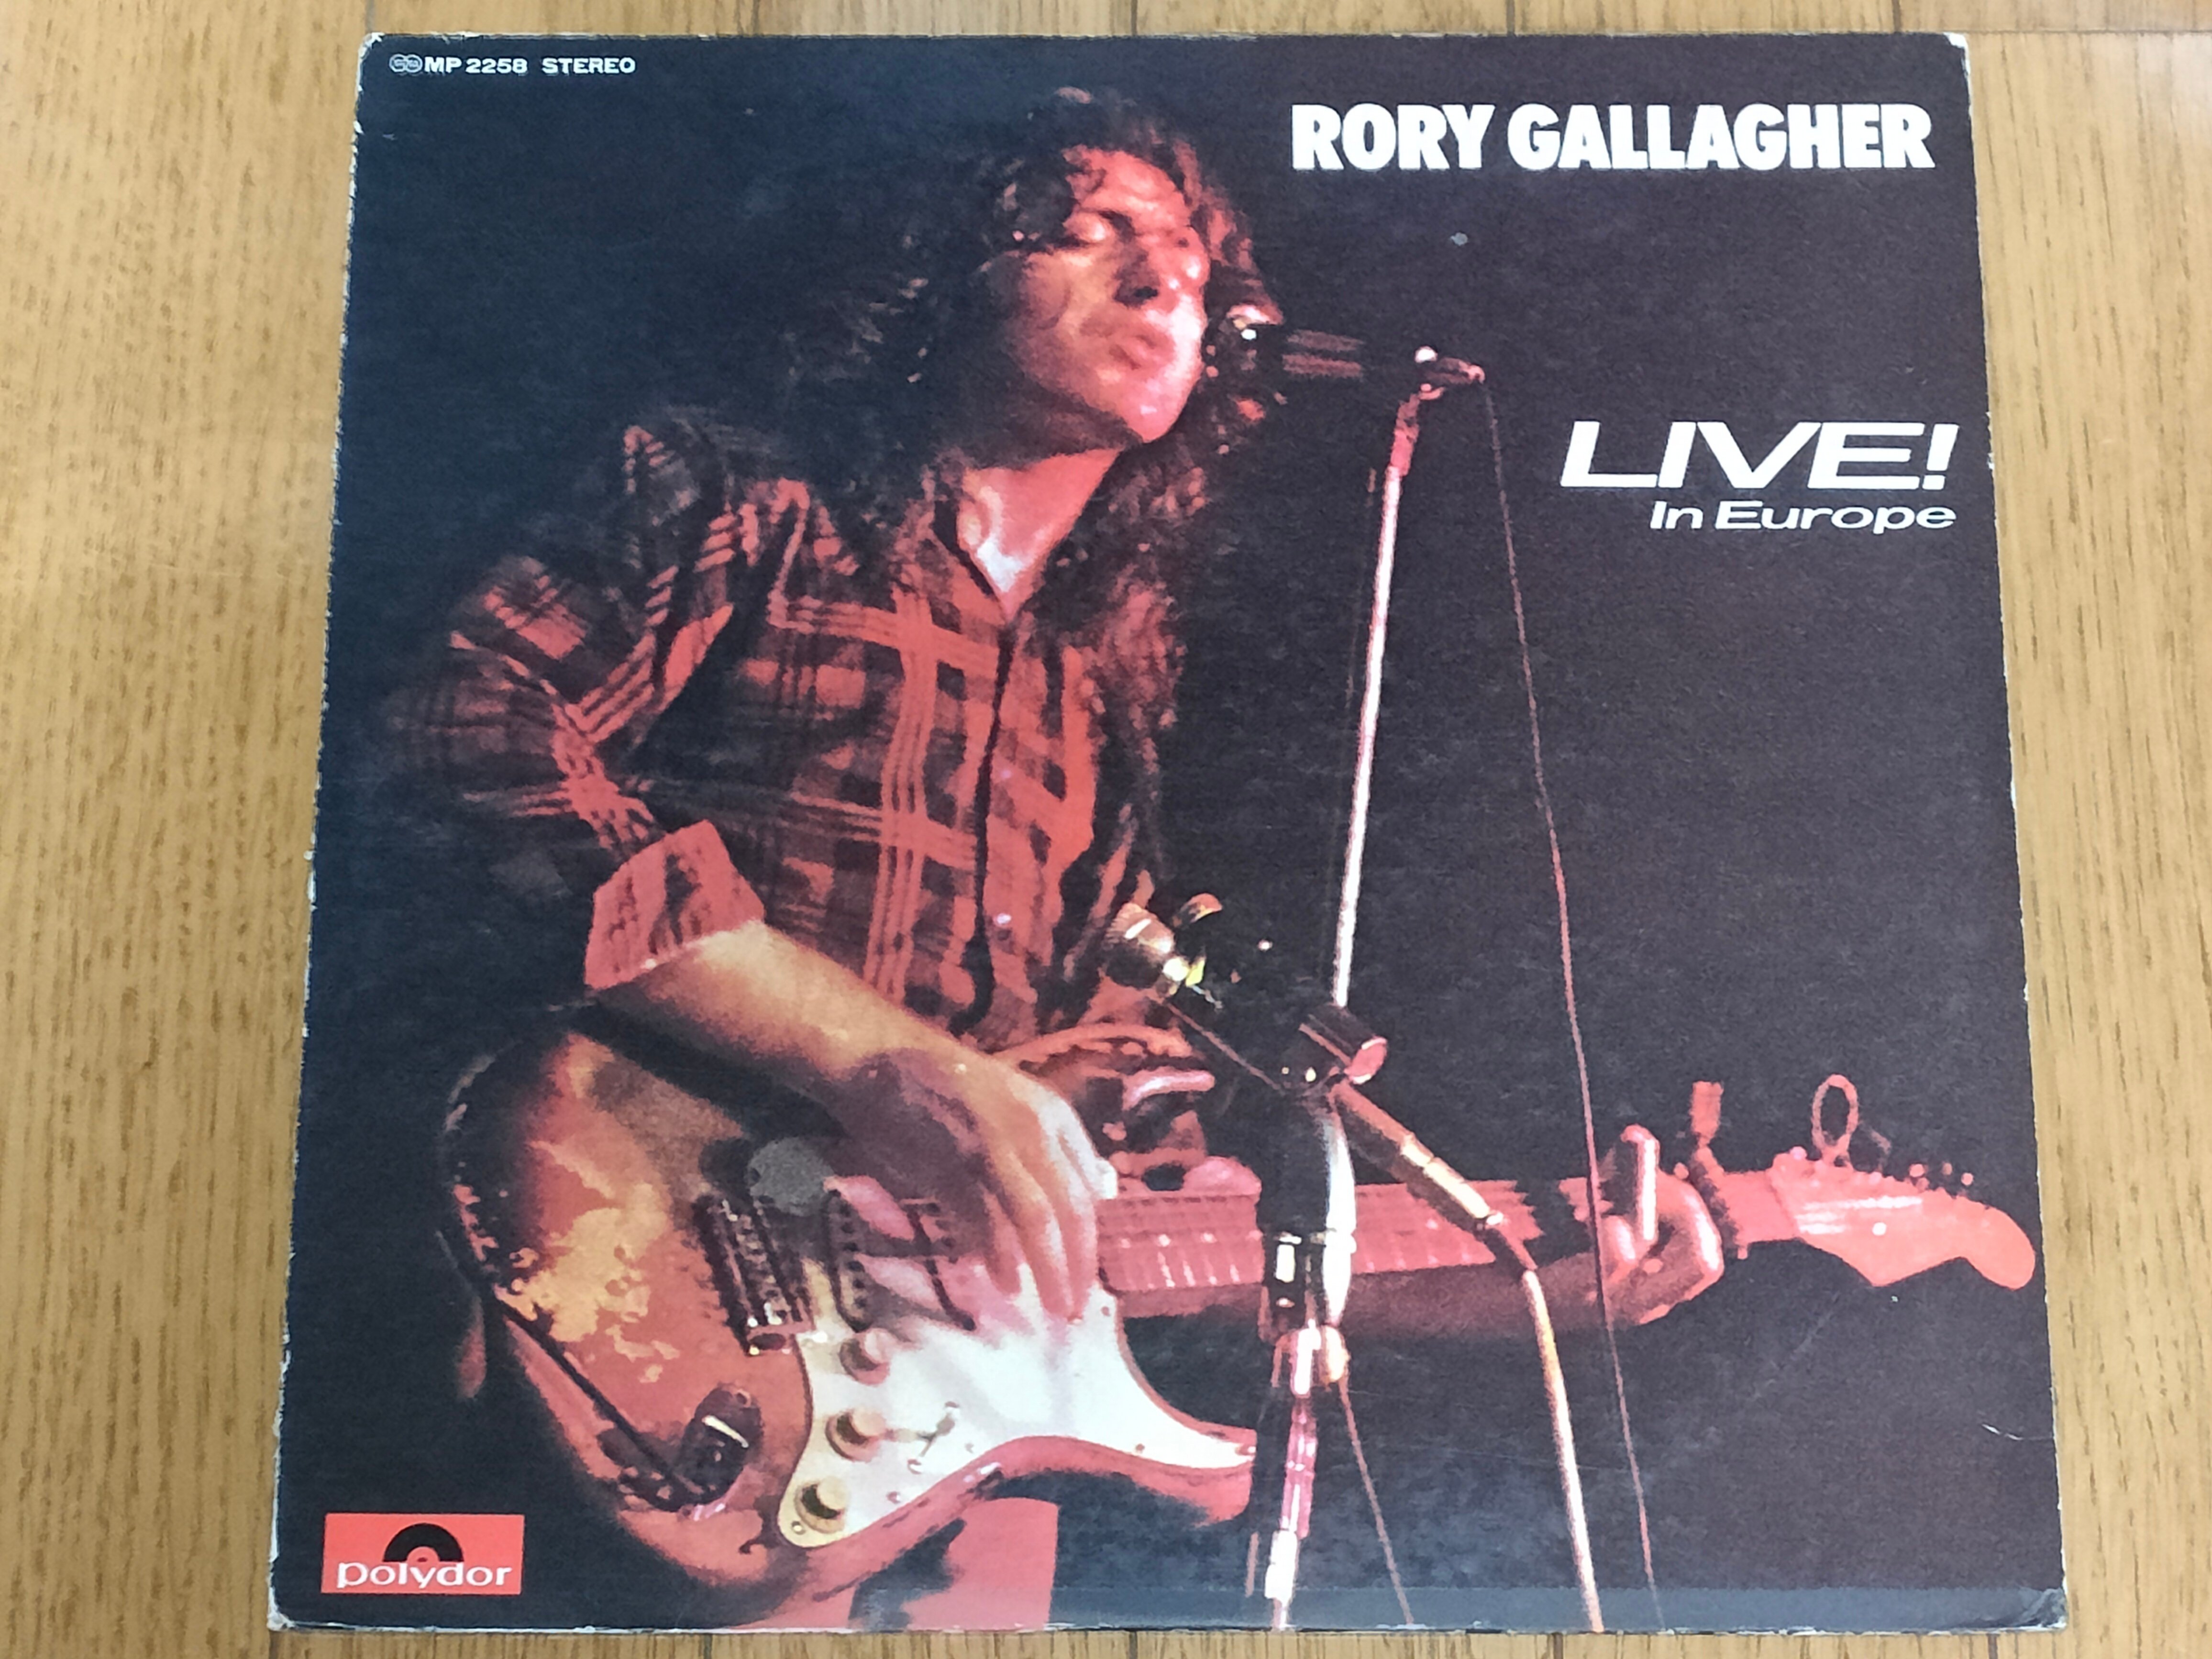 MP 2258 STEREO
RORY GALLAGHER
LIVE!
In Europe
polydor